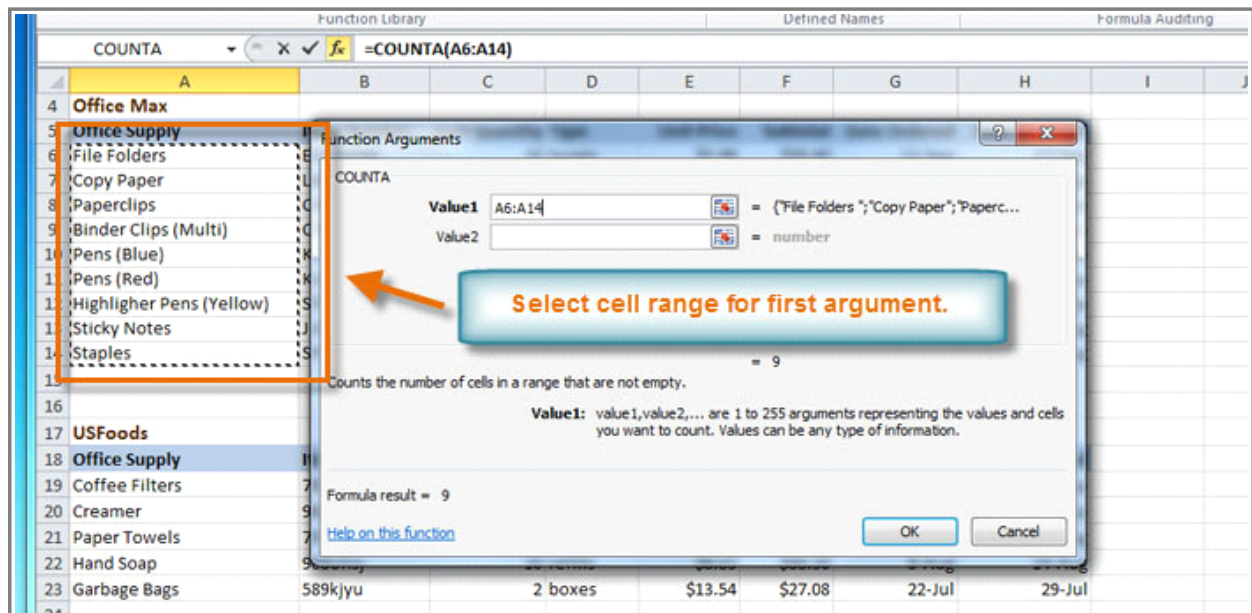 Function Library Defined Names Formula Auditing
COUNTA fx =COUNTA(A6:A14)
A B C D E F G H I J
4 Office Max
5 Office Supply
6 File Folders
7 Copy Paper
8 Paperclips
9 Binder Clips (Multi)
10 Pens (Blue)
11 Pens (Red)
12 Highligher Pens (Yellow)
13 Sticky Notes
14 Staples
15
16
17 USFoods
18 Office Supply
19 Coffee Filters
20 Creamer
21 Paper Towels
22 Hand Soap
23 Garbage Bags 589kjyu 2 boxes $13.54 $27.08 22-Jul 29-Jul
Function Arguments
COUNTA
Value1 A6:A14 = {"File Folders ";"Copy Paper";"Paperc...
Value2 = number
Select cell range for first argument.
= 9
Counts the number of cells in a range that are not empty.
Value1: value1,value2,... are 1 to 255 arguments representing the values and cells
you want to count. Values can be any type of information.
Formula result = 9
Help on this function OK Cancel